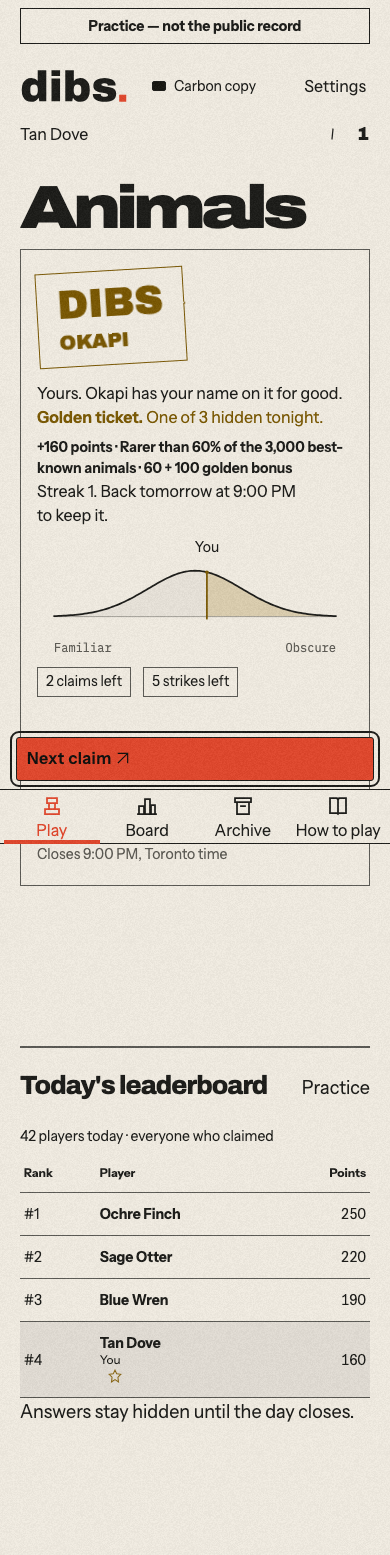 Practice — not the public record
dibs.
Carbon copy
Settings
Tan Dove
1
Animals
DIBS
OKAPI
Yours. Okapi has your name on it for good.
Golden ticket. One of 3 hidden tonight.
+160 points · Rarer than 60% of the 3,000 best-
known animals · 60 + 100 golden bonus
Streak 1. Back tomorrow at 9:00 PM
to keep it.
You
Familiar
Obscure
2 claims left
5 strikes left
Next claim
Play
Board
Archive
How to play
Closes 9:00 PM, Toronto time
Today's leaderboard
Practice
42 players today · everyone who claimed
Rank Player Points
#1 Ochre Finch 250
#2 Sage Otter 220
#3 Blue Wren 190
#4 Tan Dove 160
You
Answers stay hidden until the day closes.